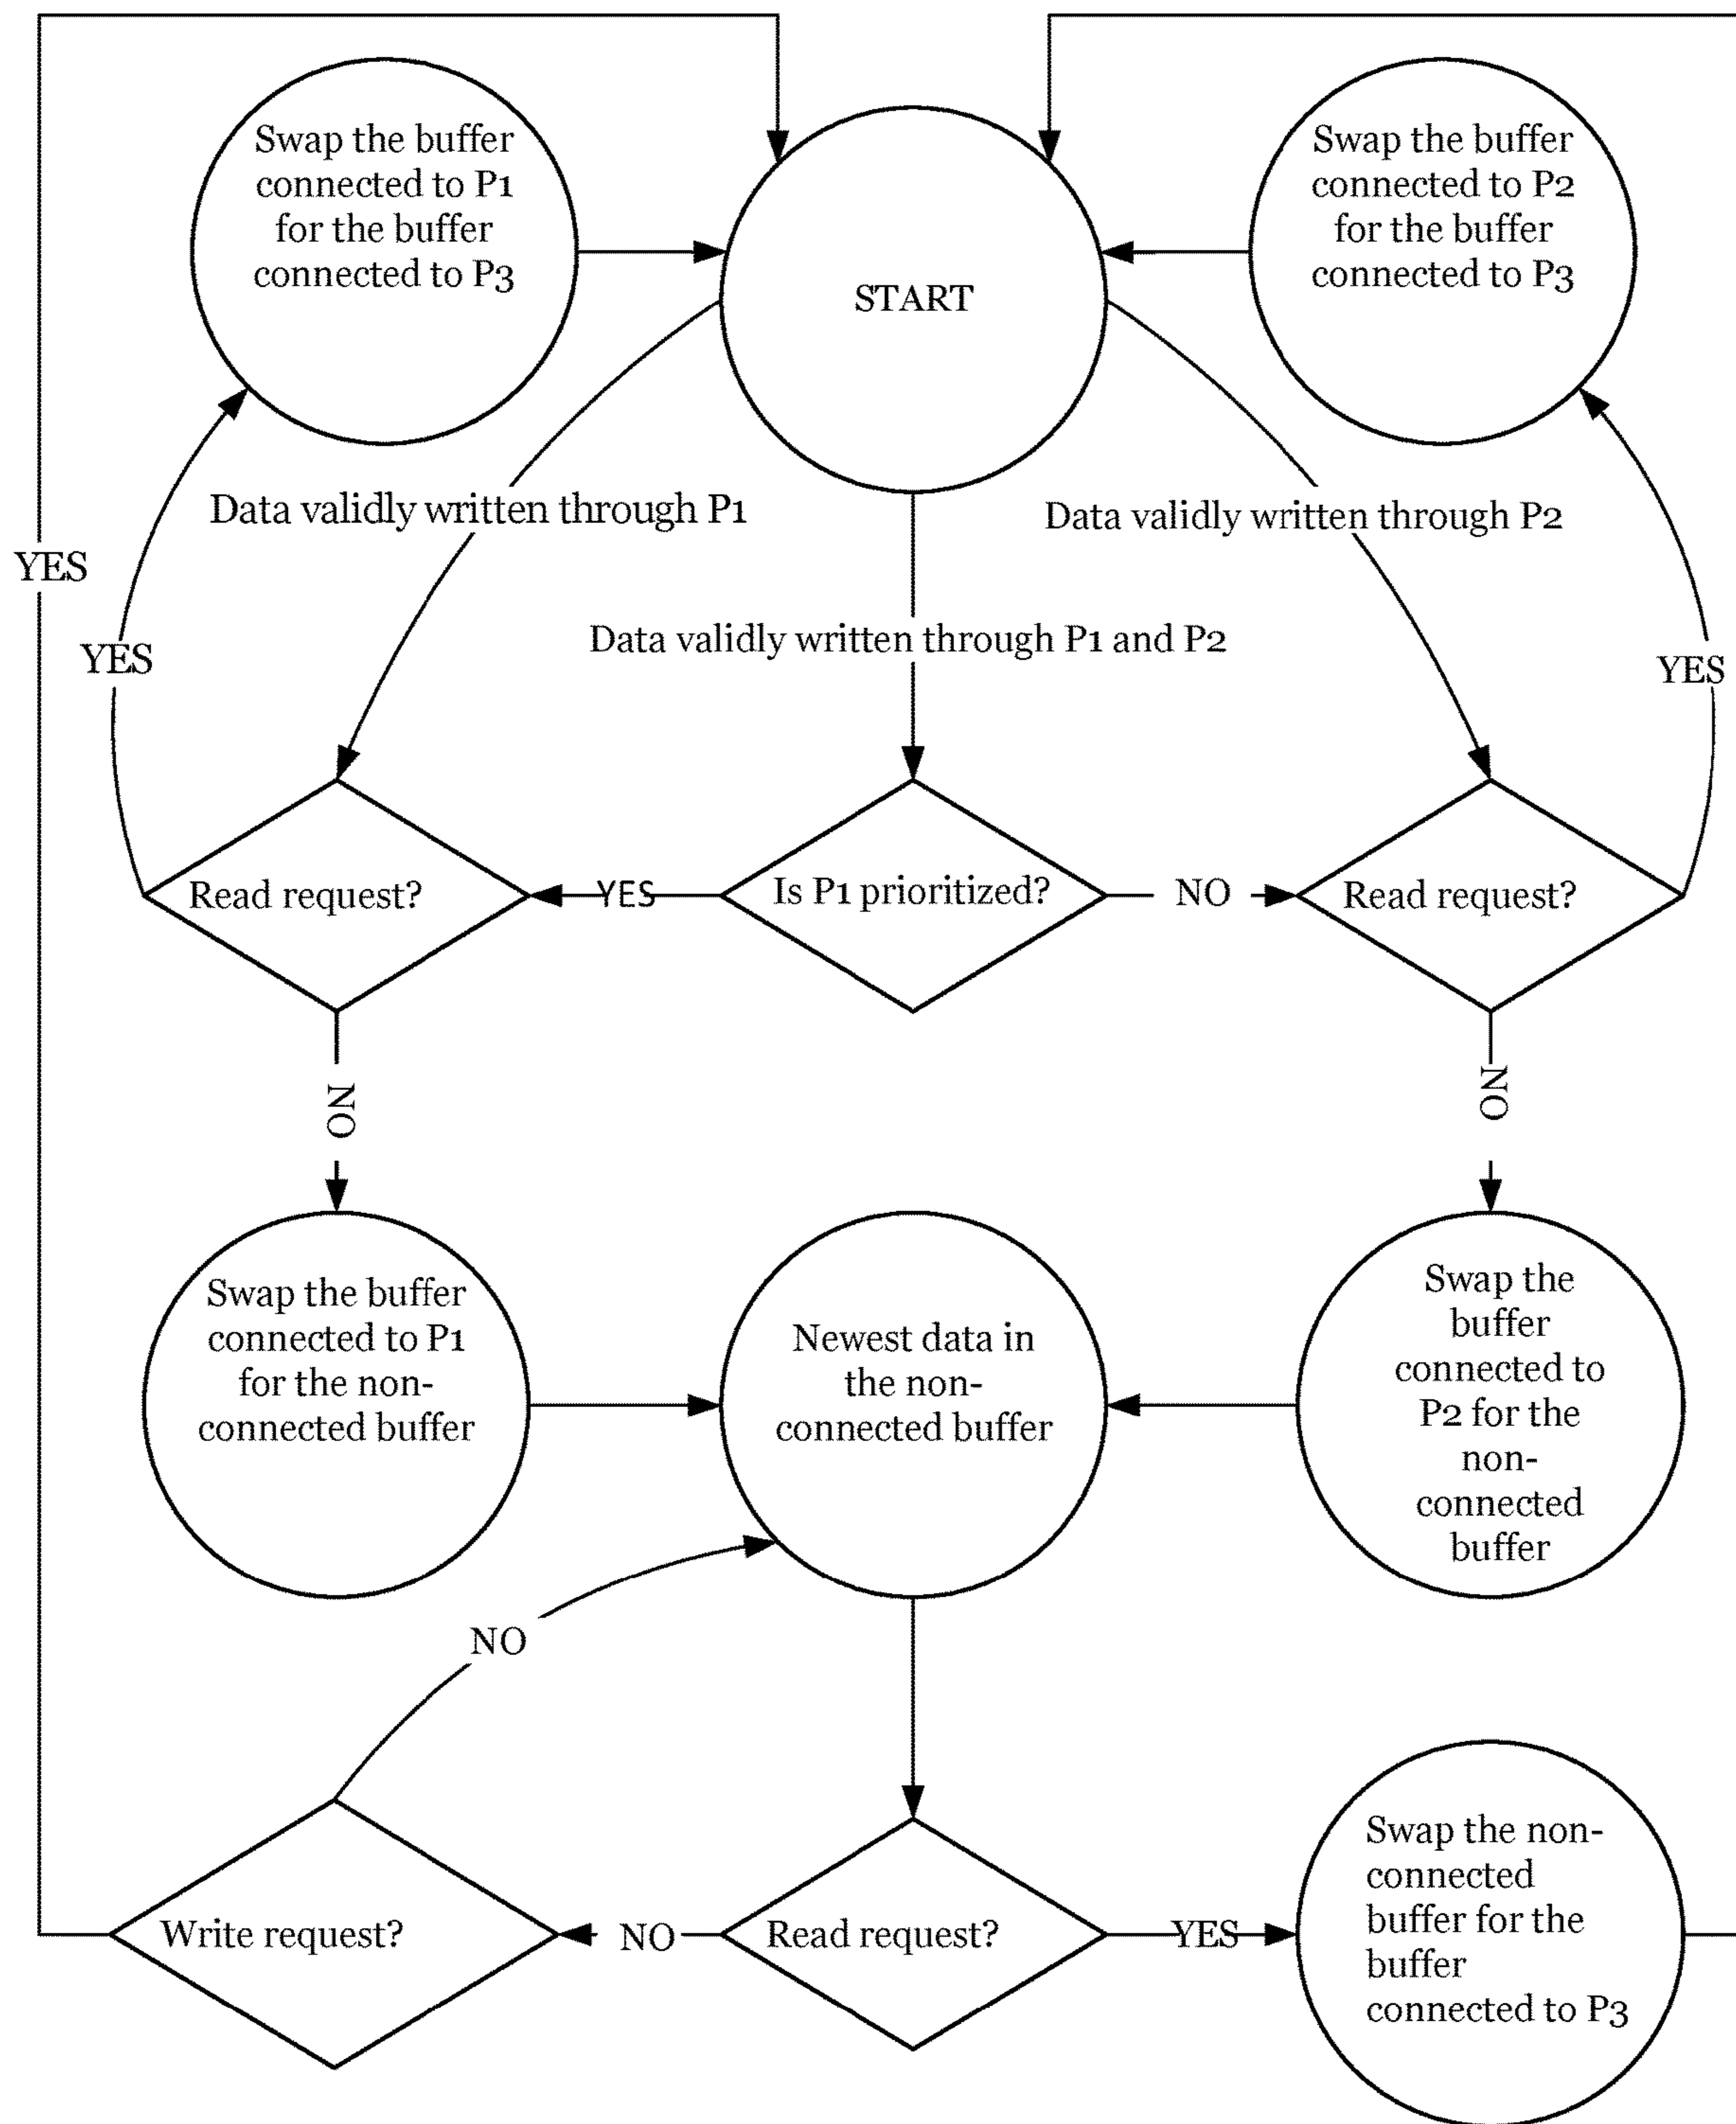 Swap the buffer
connected to P1
for the buffer
connected to P3
START
Swap the buffer
connected to P2
for the buffer
connected to P3
Data validly written through P1
Data validly written through P2
YES
Data validly written through P1 and P2
YES
YES
Read request?
YES
Is P1 prioritized?
NO
Read request?
NO
NO
Swap the buffer
connected to P1
for the non-
connected buffer
Newest data in
the non-
connected buffer
Swap the
buffer
connected to
P2 for the
non-
connected
buffer
NO
Write request?
NO
Read request?
YES
Swap the non-
connected
buffer for the
buffer
connected to P3